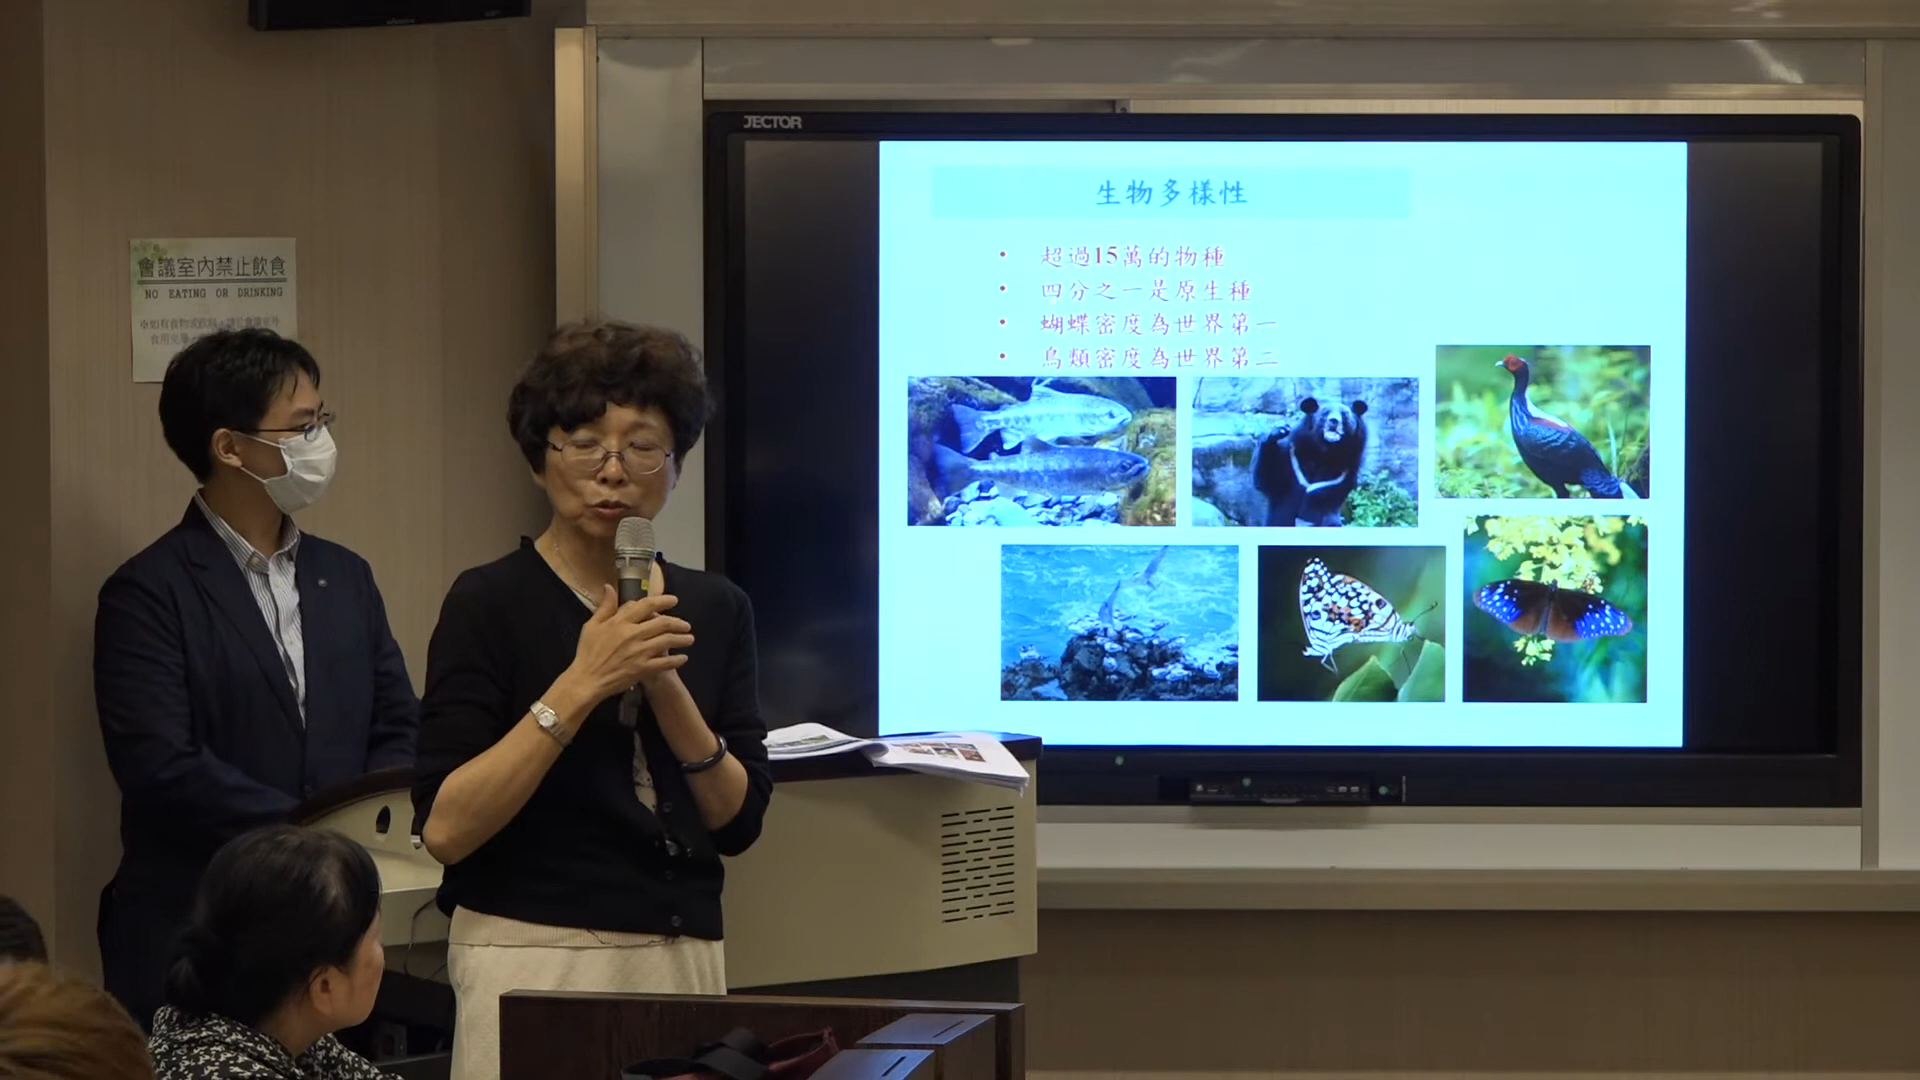 JECTOR
生物多樣性
• 超過15萬的物種
• 四分之一是原生種
• 蝴蝶密度為世界第一
• 鳥類密度為世界第二
會議室內禁止飲食
NO EATING OR DRINKING